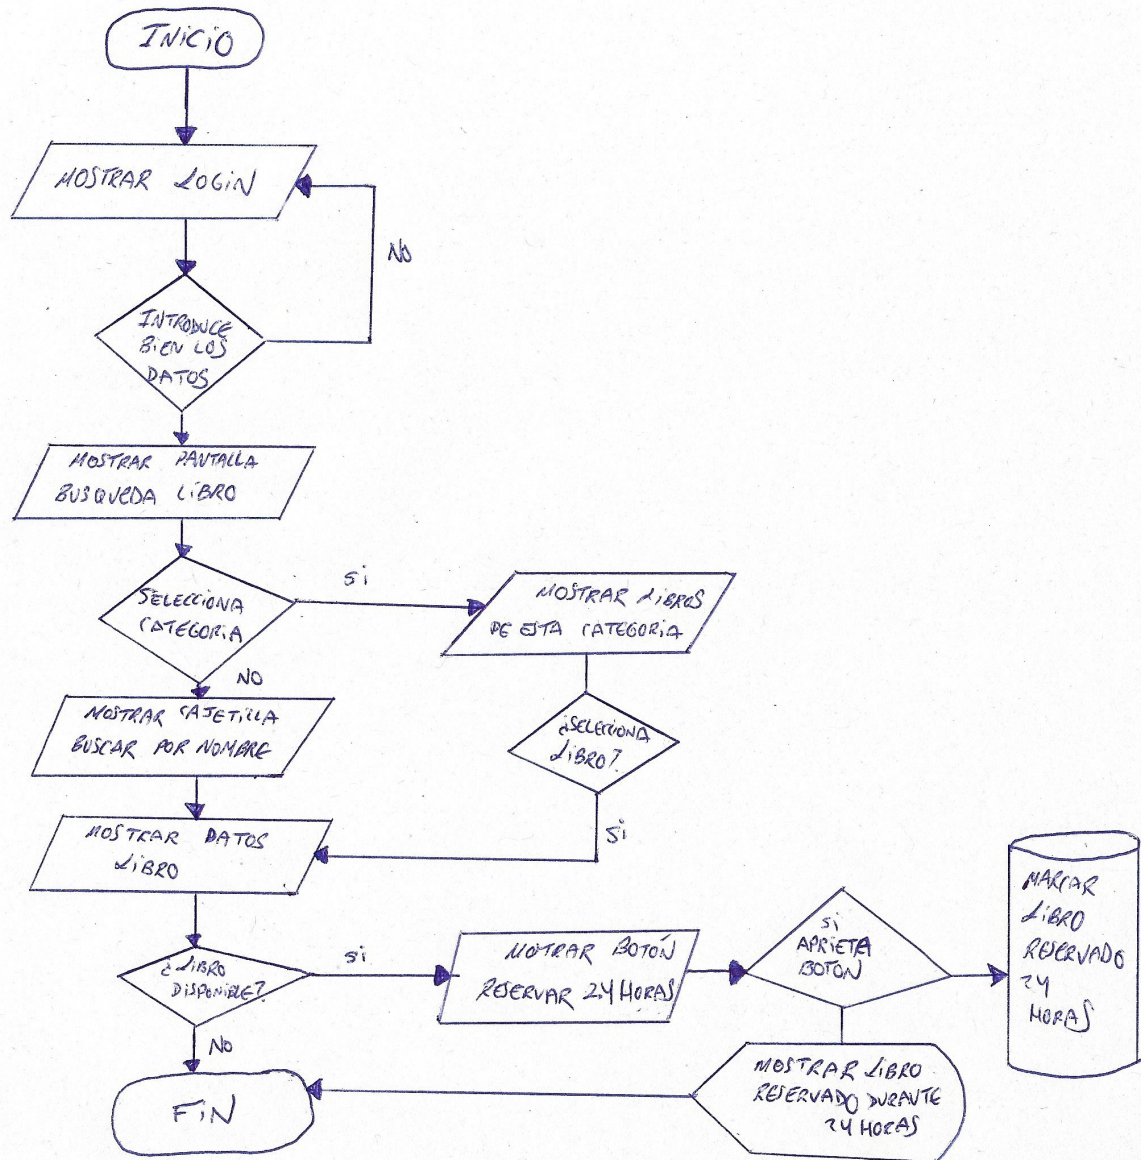 INICIO
MOSTRAR LOGIN
NO
INTRODUCE
BIEN LOS
DATOS
MOSTRAR PANTALLA
BUSQUEDA LIBRO
SELECCIONA
CATEGORIA
SI
MOSTRAR LIBROS
DE ESTA CATEGORIA
NO
MOSTRAR CAJETILLA
BUSCAR POR NOMBRE
¿SELECCIONA
LIBRO?
SI
MOSTRAR DATOS
LIBRO
¿LIBRO
DISPONIBLE?
SI
MOTRAR BOTÓN
RESERVAR 24 HORAS
SI
APRIETA
BOTON
MARCAR
LIBRO
RESERVADO
24
HORAS
NO
FIN
MOSTRAR LIBRO
RESERVADO DURANTE
24 HORAS